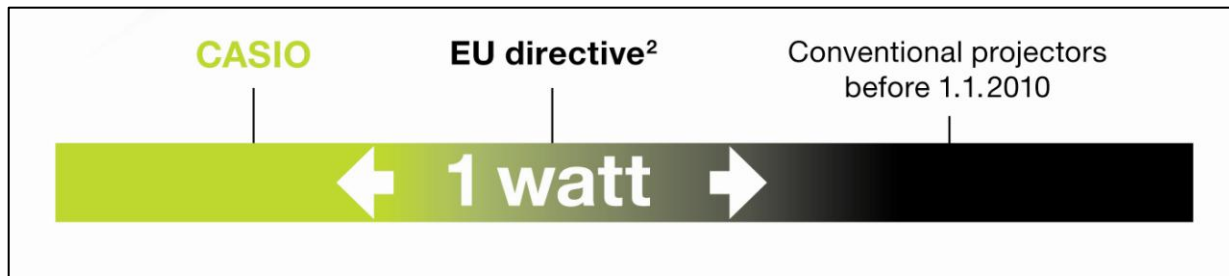 CASIO
EU directive²
Conventional projectors
before 1.1.2010
1 watt